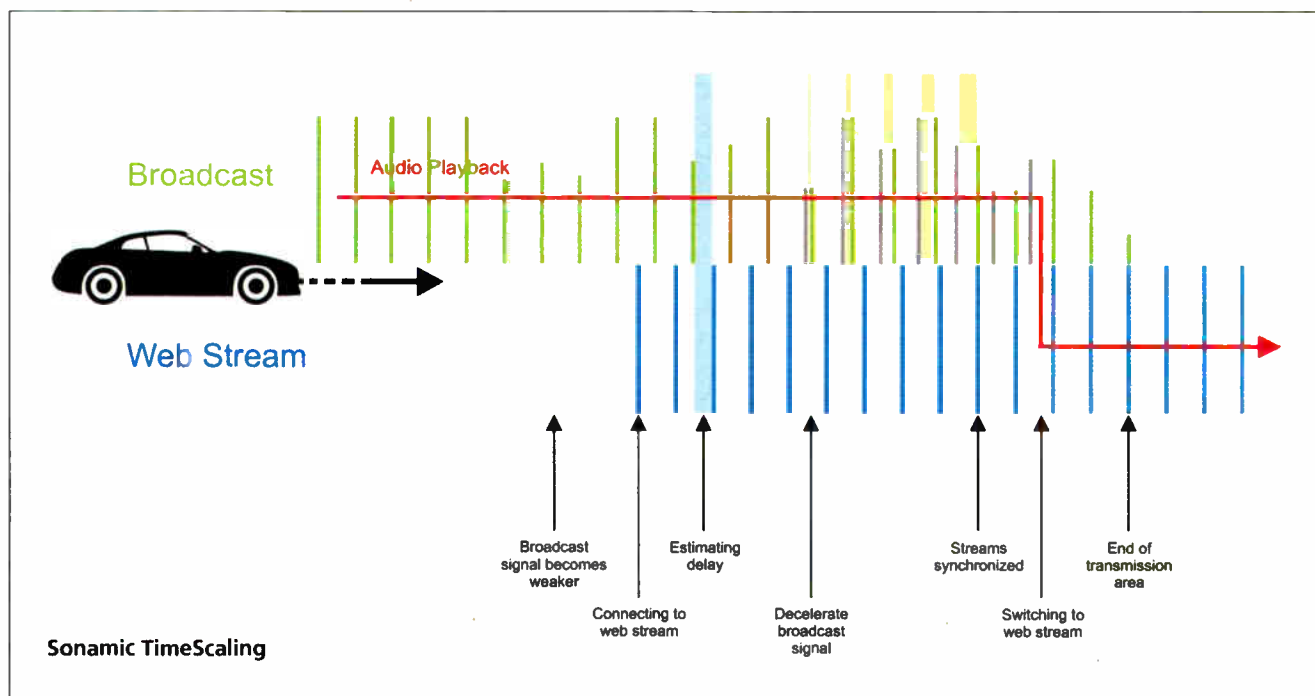 Broadcast
Audio Playback
Web Stream
Broadcast
signal becomes
weaker
Connecting to
web stream
Estimating
delay
Decelerate
broadcast
signal
Streams
synchronized
Switching to
web stream
End of
transmission
area
Sonamic TimeScaling